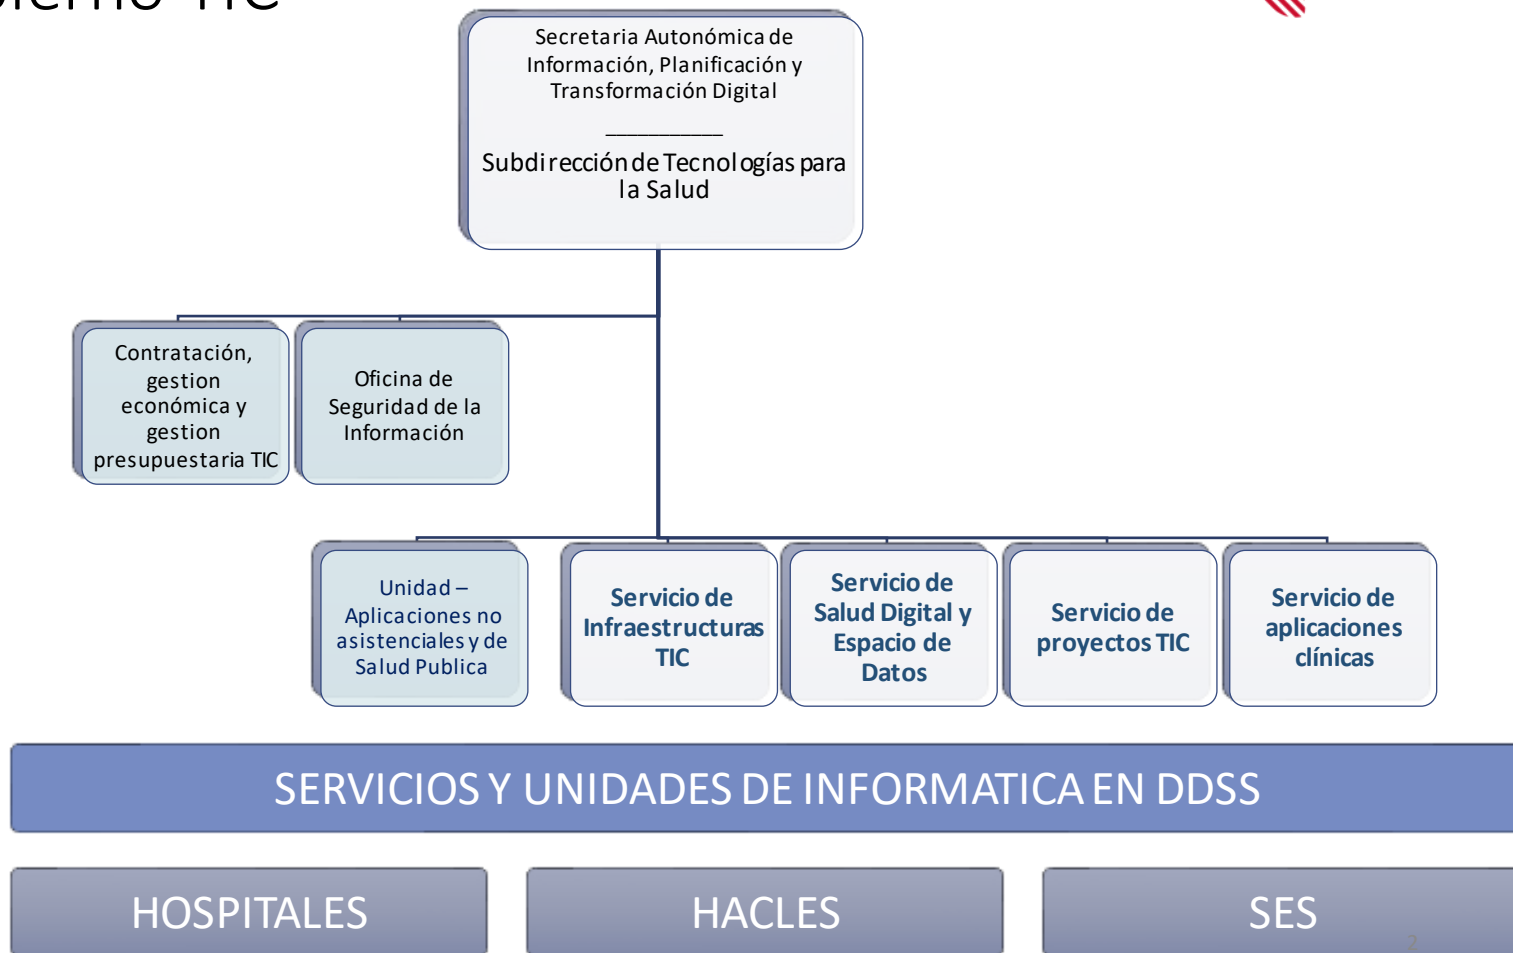 TIC
Secretaria Autonómica de
Información, Planificación y
Transformación Digital
___________
Subdirección de Tecnologías para
la Salud
Contratación,
gestion
económica y
gestion
presupuestaria TIC
Oficina de
Seguridad de la
Información
Unidad –
Aplicaciones no
asistenciales y de
Salud Publica
Servicio de
Infraestructuras
TIC
Servicio de
Salud Digital y
Espacio de
Datos
Servicio de
proyectos TIC
Servicio de
aplicaciones
clínicas
SERVICIOS Y UNIDADES DE INFORMATICA EN DDSS
HOSPITALES
HACLES
SES
2